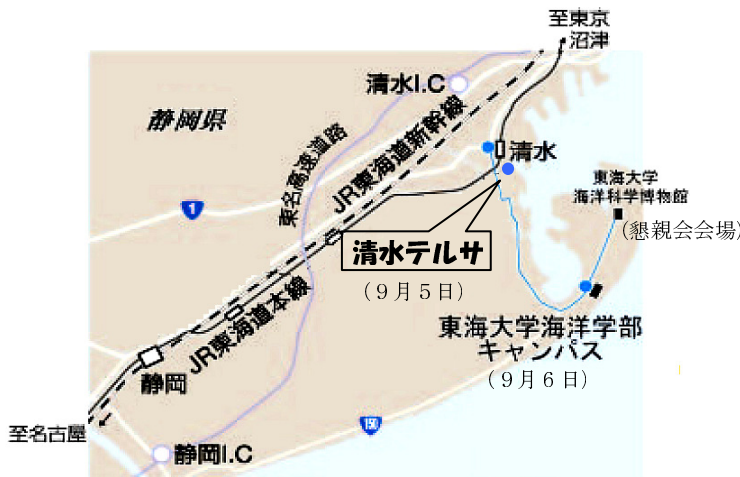 至東京
沼津
清水I.C
静岡県
東名高速道路
JR東海道新幹線
清水
東海大学
海洋科学博物館
(懇親会会場)
1
清水テルサ
(9月5日)
JR東海道本線
東海大学海洋学部
キャンパス
(9月6日)
静岡
150
至名古屋
静岡I.C